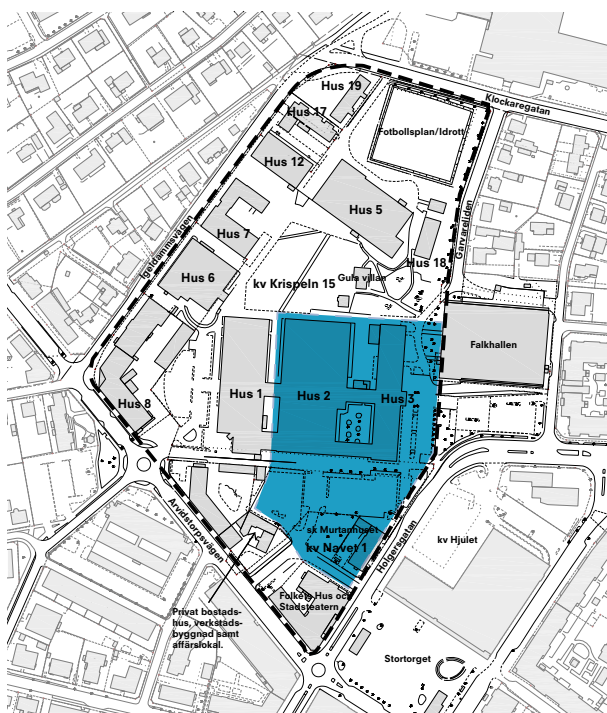 Klockaregatan
Hus 19
Hus 17
Fotbollsplan/Idrott
Hus 12
Hus 5
Garvareliden
Igeldammsvägen
Hus 7
Hus 18
Hus 6
kv Krispeln 15
Gula villan
Falkhallen
Hus 8
Hus 1
Hus 2
Hus 3
Arvidstorpsvägen
sk Murtanhuset
kv Navet 1
Holgersgatan
kv Hjulet
Folkets Hus och
Stadsteatern
Privat bostads-
hus, verkstads-
byggnad samt
affärslokal.
Stortorget